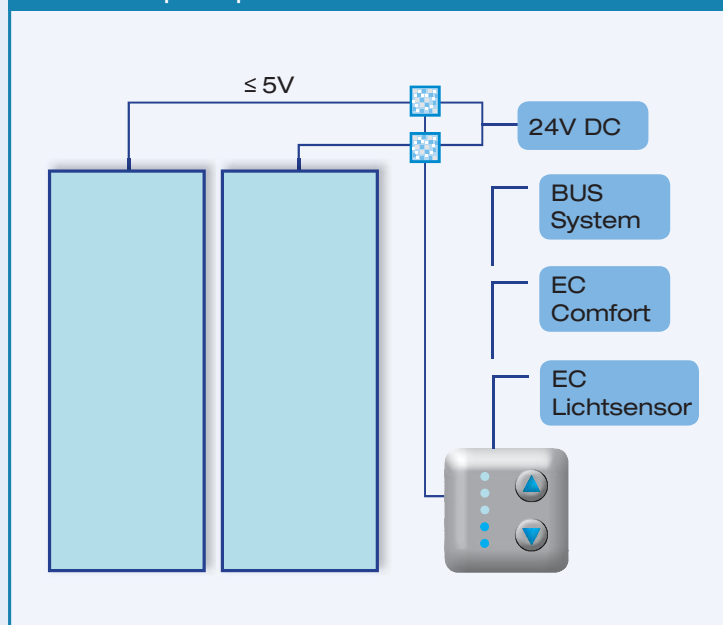 ≤ 5V
24V DC
BUS
System
EC
Comfort
EC
Lichtsensor